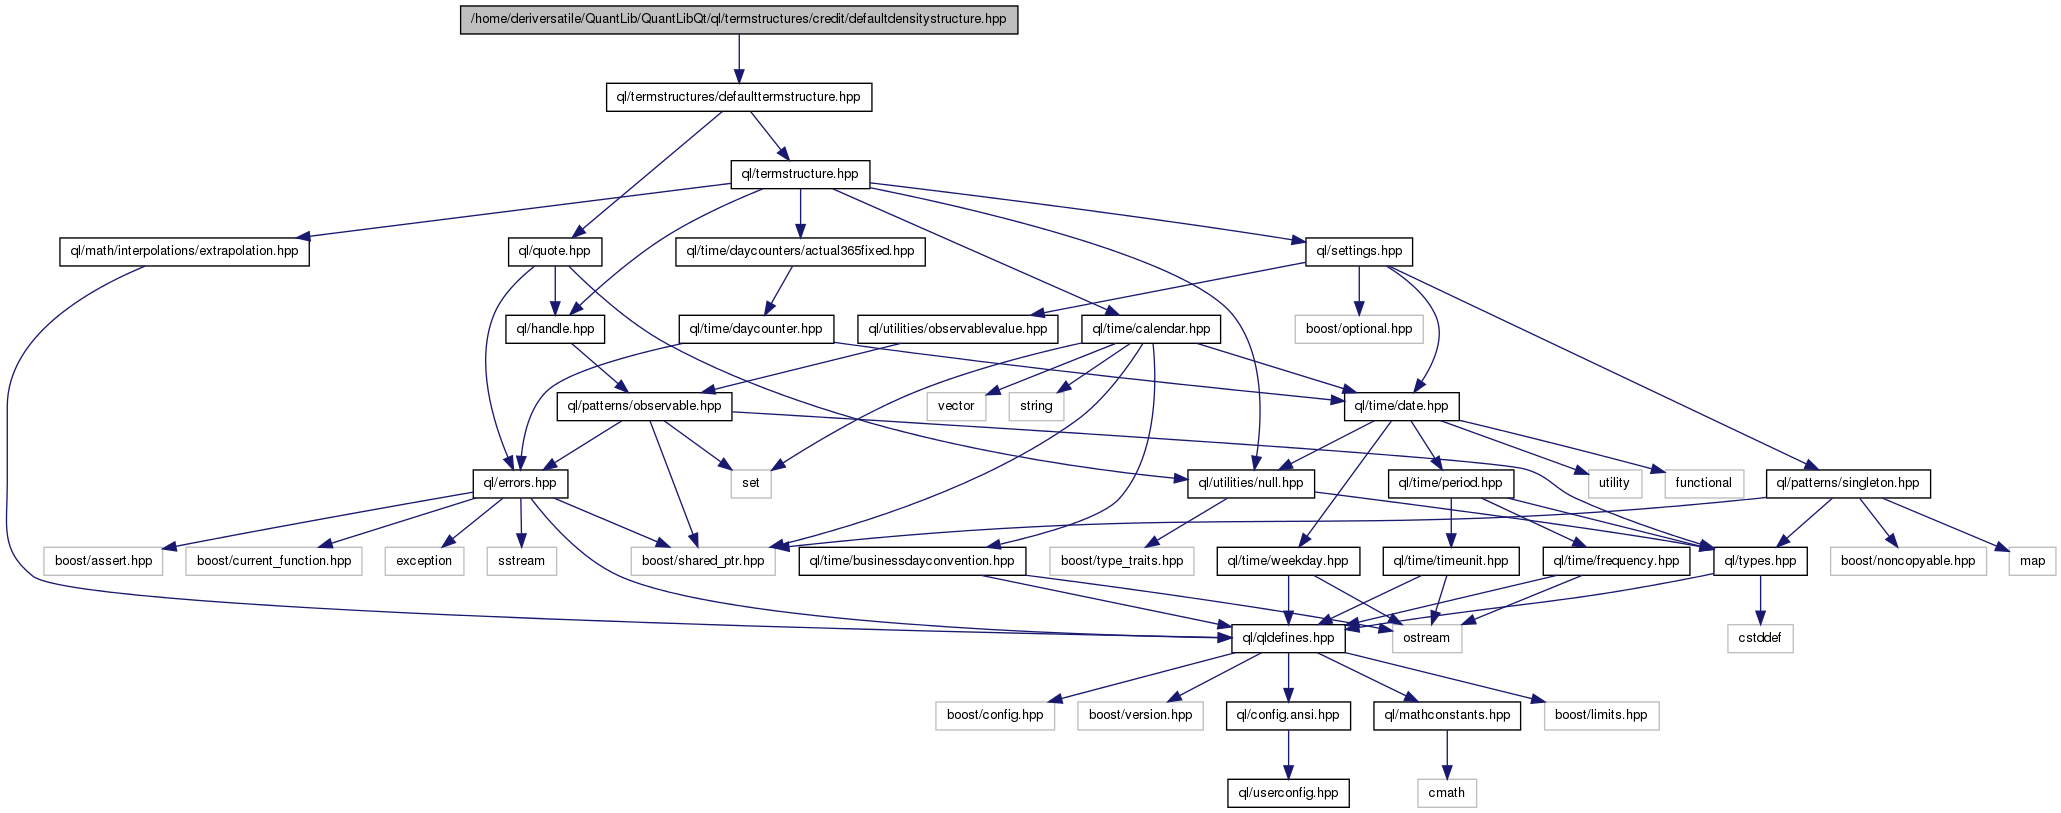 /home/deriversatile/QuantLib/QuantLibQt/ql/termstructures/credit/defaultdensitystructure.hpp
ql/termstructures/defaulttermstructure.hpp
ql/termstructure.hpp
ql/math/interpolations/extrapolation.hpp
ql/quote.hpp
ql/time/daycounters/actual365fixed.hpp
ql/settings.hpp
ql/handle.hpp
ql/time/daycounter.hpp
ql/utilities/observablevalue.hpp
ql/time/calendar.hpp
boost/optional.hpp
ql/patterns/observable.hpp
vector
string
ql/time/date.hpp
ql/errors.hpp
set
ql/utilities/null.hpp
ql/time/period.hpp
utility
functional
ql/patterns/singleton.hpp
boost/assert.hpp
boost/current_function.hpp
exception
sstream
boost/shared_ptr.hpp
ql/time/businessdayconvention.hpp
boost/type_traits.hpp
ql/time/weekday.hpp
ql/time/timeunit.hpp
ql/time/frequency.hpp
ql/types.hpp
boost/noncopyable.hpp
map
ql/qldefines.hpp
ostream
cstddef
boost/config.hpp
boost/version.hpp
ql/config.ansi.hpp
ql/mathconstants.hpp
boost/limits.hpp
ql/userconfig.hpp
cmath